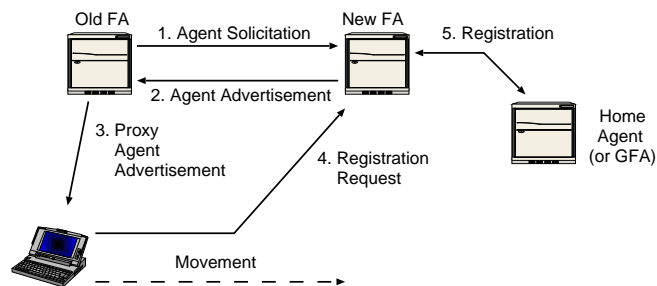 Old FA
New FA
1. Agent Solicitation
5. Registration
2. Agent Advertisement
3. Proxy
Agent
Advertisement
4. Registration
Request
Home
Agent
(or GFA)
Movement